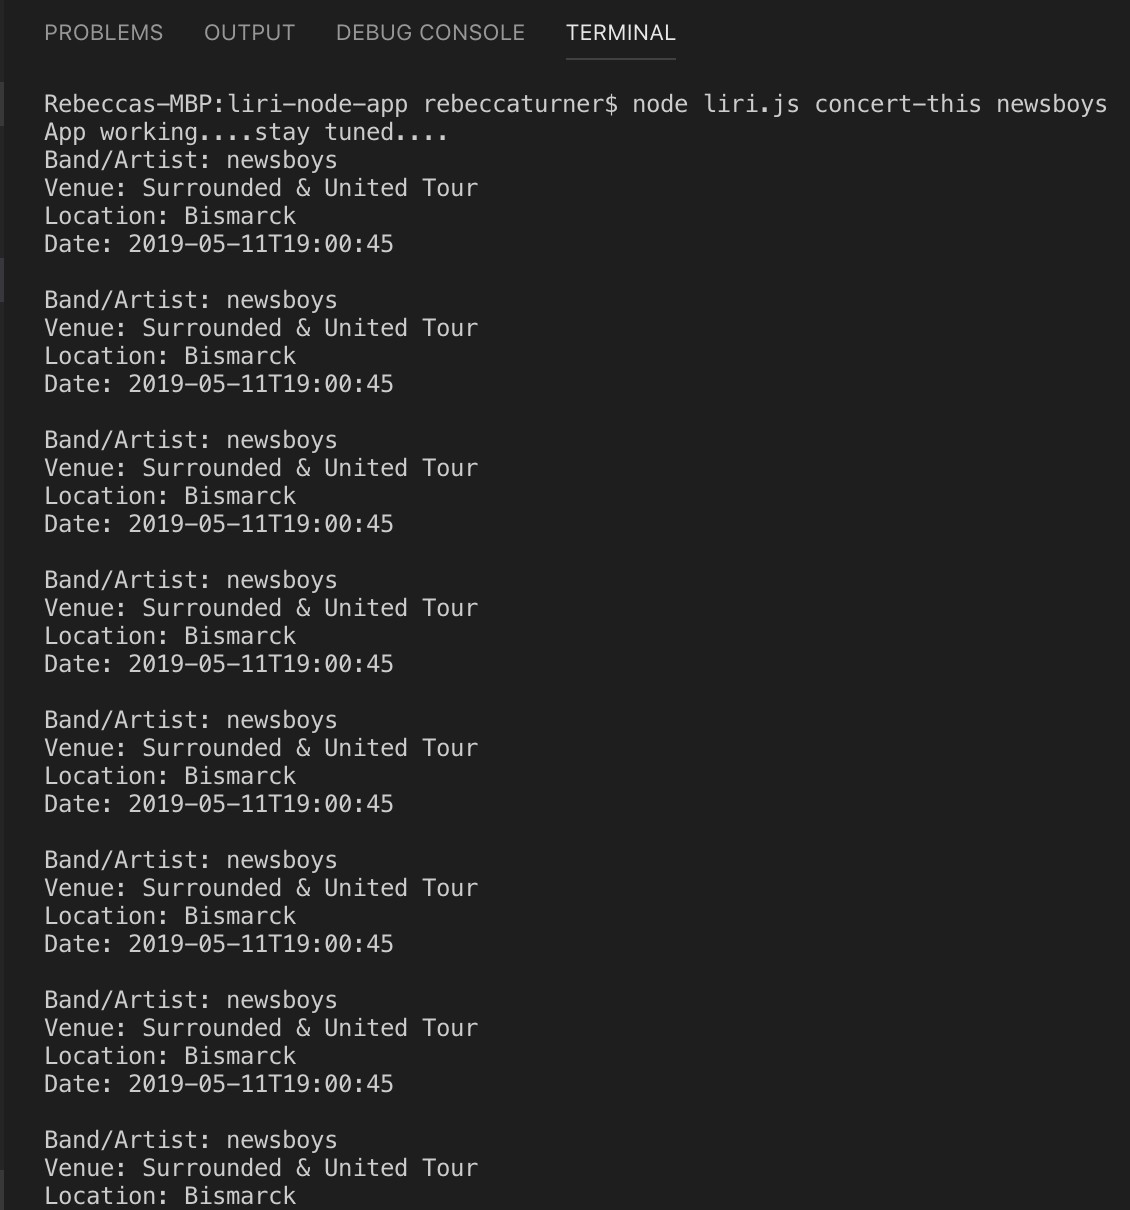 PROBLEMS OUTPUT DEBUG CONSOLE TERMINAL
Rebeccas-MBP:liri-node-app rebeccaturner$ node liri.js concert-this newsboys
App working....stay tuned....
Band/Artist: newsboys
Venue: Surrounded & United Tour
Location: Bismarck
Date: 2019-05-11T19:00:45

Band/Artist: newsboys
Venue: Surrounded & United Tour
Location: Bismarck
Date: 2019-05-11T19:00:45

Band/Artist: newsboys
Venue: Surrounded & United Tour
Location: Bismarck
Date: 2019-05-11T19:00:45

Band/Artist: newsboys
Venue: Surrounded & United Tour
Location: Bismarck
Date: 2019-05-11T19:00:45

Band/Artist: newsboys
Venue: Surrounded & United Tour
Location: Bismarck
Date: 2019-05-11T19:00:45

Band/Artist: newsboys
Venue: Surrounded & United Tour
Location: Bismarck
Date: 2019-05-11T19:00:45

Band/Artist: newsboys
Venue: Surrounded & United Tour
Location: Bismarck
Date: 2019-05-11T19:00:45

Band/Artist: newsboys
Venue: Surrounded & United Tour
Location: Bismarck